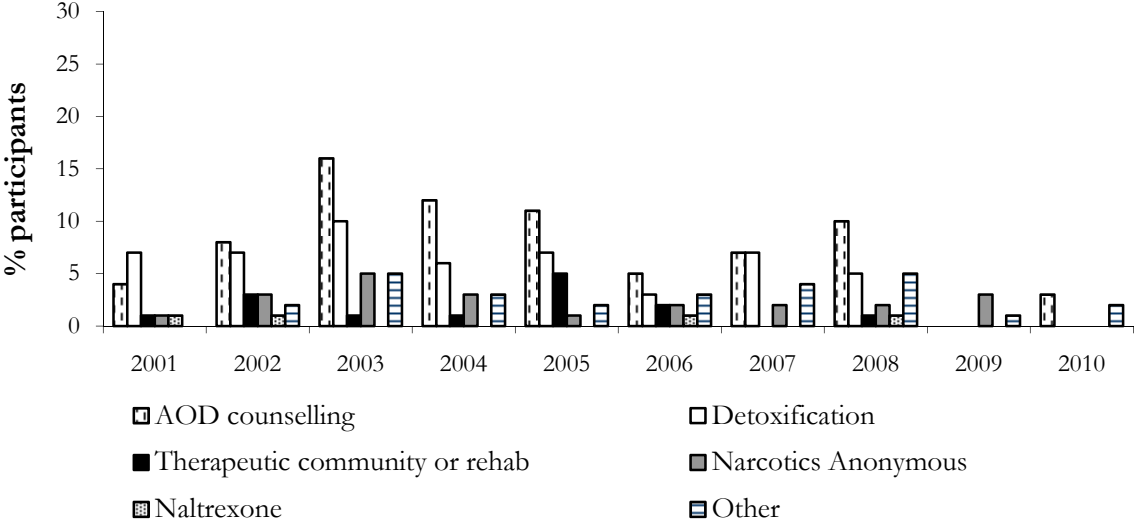 30
25
20
15
10
5
0
% participants
2001 2002 2003 2004 2005 2006 2007 2008 2009 2010
AOD counselling Detoxification
Therapeutic community or rehab Narcotics Anonymous
Naltrexone Other